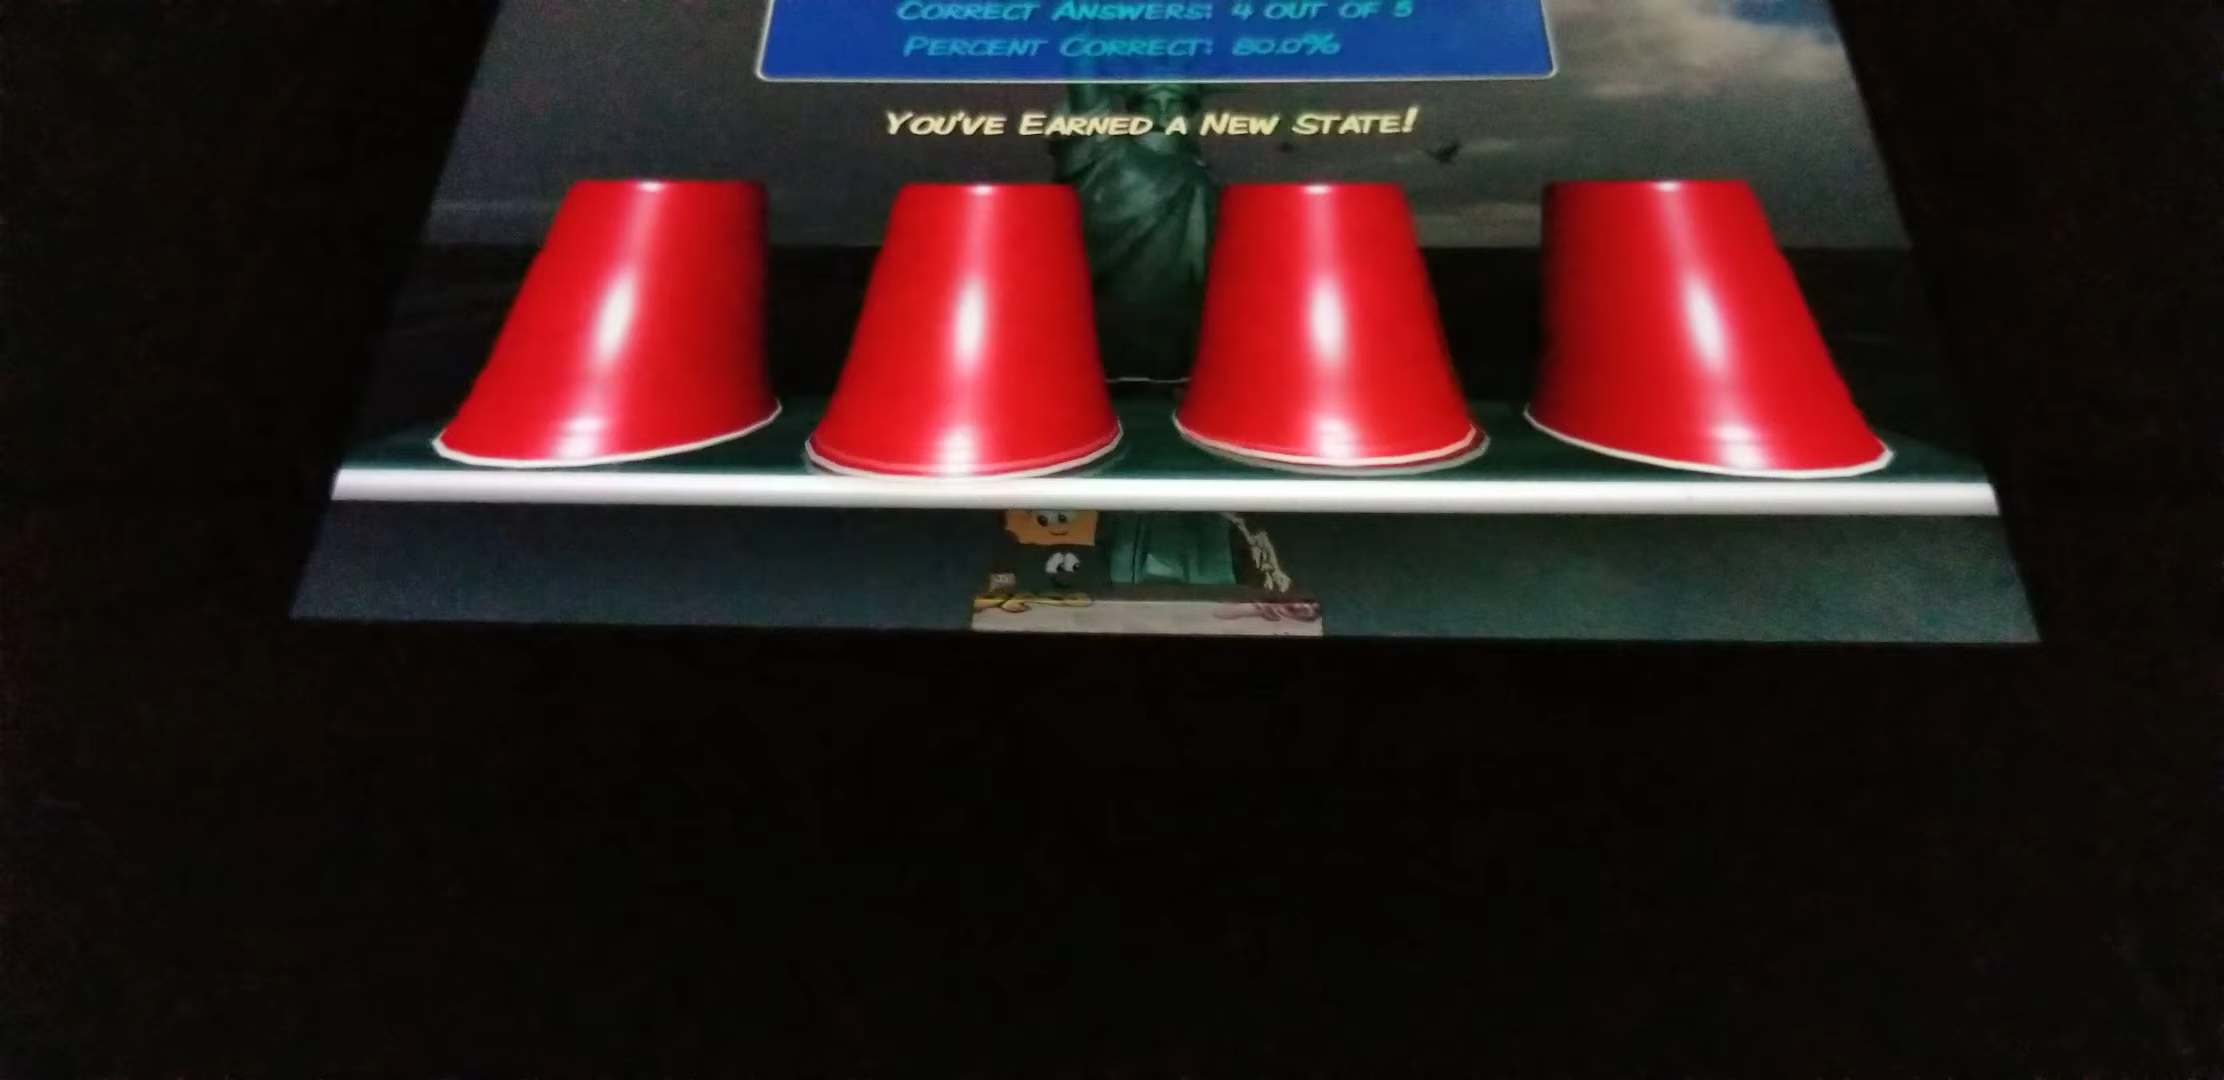 CORRECT ANSWERS: 4 OUT OF 5
PERCENT CORRECT: 80.0%
YOU'VE EARNED A NEW STATE!